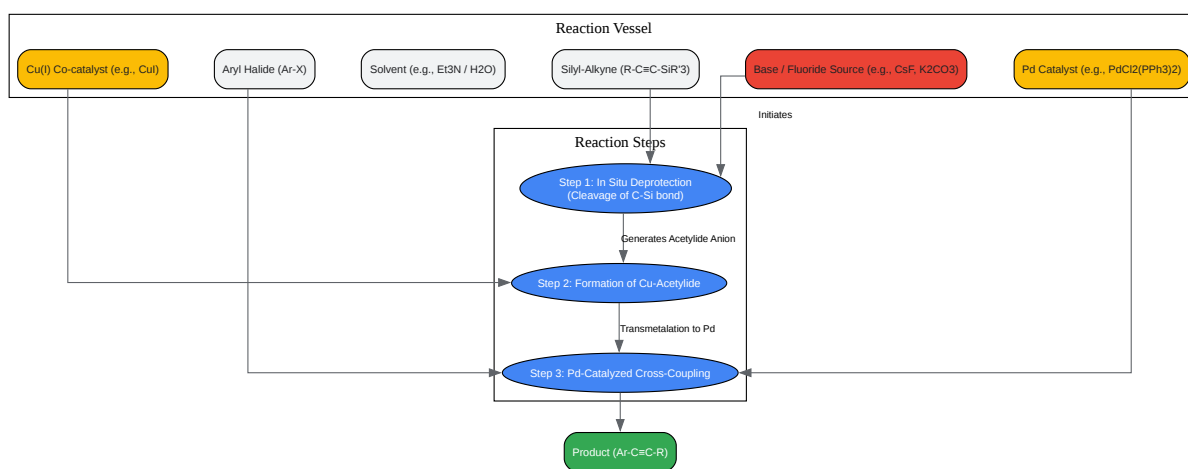 Reaction Vessel
Cu(I) Co-catalyst (e.g., CuI)
Aryl Halide (Ar-X)
Solvent (e.g., Et3N / H2O)
Silyl-Alkyne (R-C≡C-SiR'3)
Base / Fluoride Source (e.g., CsF, K2CO3)
Pd Catalyst (e.g., PdCl2(PPh3)2)
Initiates
Reaction Steps
Step 1: In Situ Deprotection
(Cleavage of C-Si bond)
Generates Acetylide Anion
Step 2: Formation of Cu-Acetylide
Transmetalation to Pd
Step 3: Pd-Catalyzed Cross-Coupling
Product (Ar-C≡C-R)